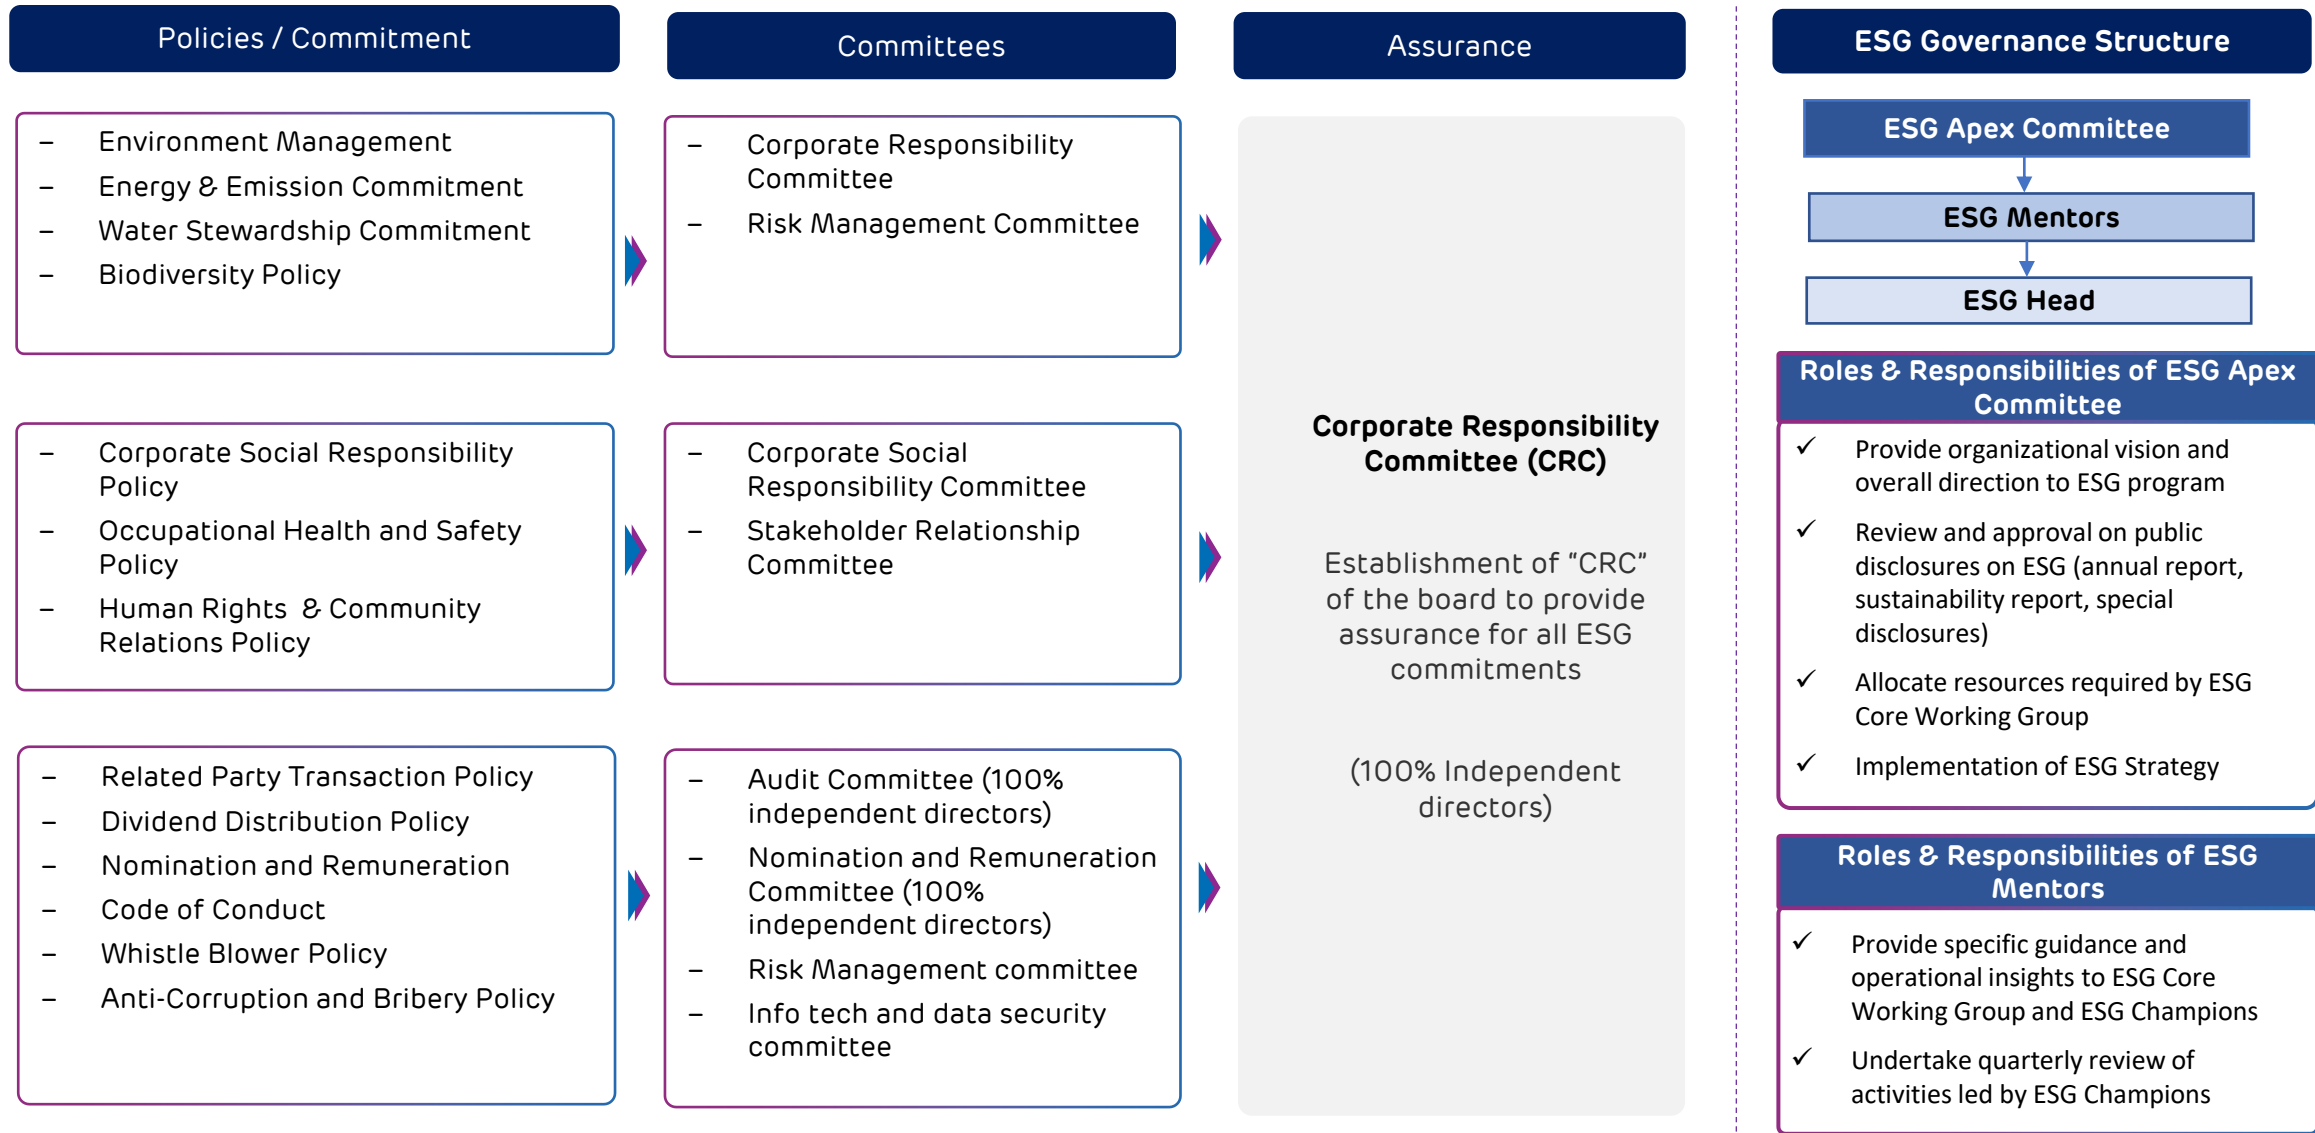 Policies / Commitment
Committees
Assurance
ESG Governance Structure
– Environment Management
– Energy & Emission Commitment
– Water Stewardship Commitment
– Biodiversity Policy
– Corporate Responsibility
Committee
– Risk Management Committee
– Corporate Social Responsibility
Policy
– Occupational Health and Safety
Policy
– Human Rights & Community
Relations Policy
– Corporate Social
Responsibility Committee
– Stakeholder Relationship
Committee
– Related Party Transaction Policy
– Dividend Distribution Policy
– Nomination and Remuneration
– Code of Conduct
– Whistle Blower Policy
– Anti-Corruption and Bribery Policy
– Audit Committee (100%
independent directors)
– Nomination and Remuneration
Committee (100%
independent directors)
– Risk Management committee
– Info tech and data security
committee
Corporate Responsibility
Committee (CRC)
Establishment of “CRC”
of the board to provide
assurance for all ESG
commitments
(100% Independent
directors)
ESG Apex Committee
ESG Mentors
ESG Head
Roles & Responsibilities of ESG Apex
Committee
✓ Provide organizational vision and
overall direction to ESG program
✓ Review and approval on public
disclosures on ESG (annual report,
sustainability report, special
disclosures)
✓ Allocate resources required by ESG
Core Working Group
✓ Implementation of ESG Strategy
Roles & Responsibilities of ESG
Mentors
✓ Provide specific guidance and
operational insights to ESG Core
Working Group and ESG Champions
✓ Undertake quarterly review of
activities led by ESG Champions